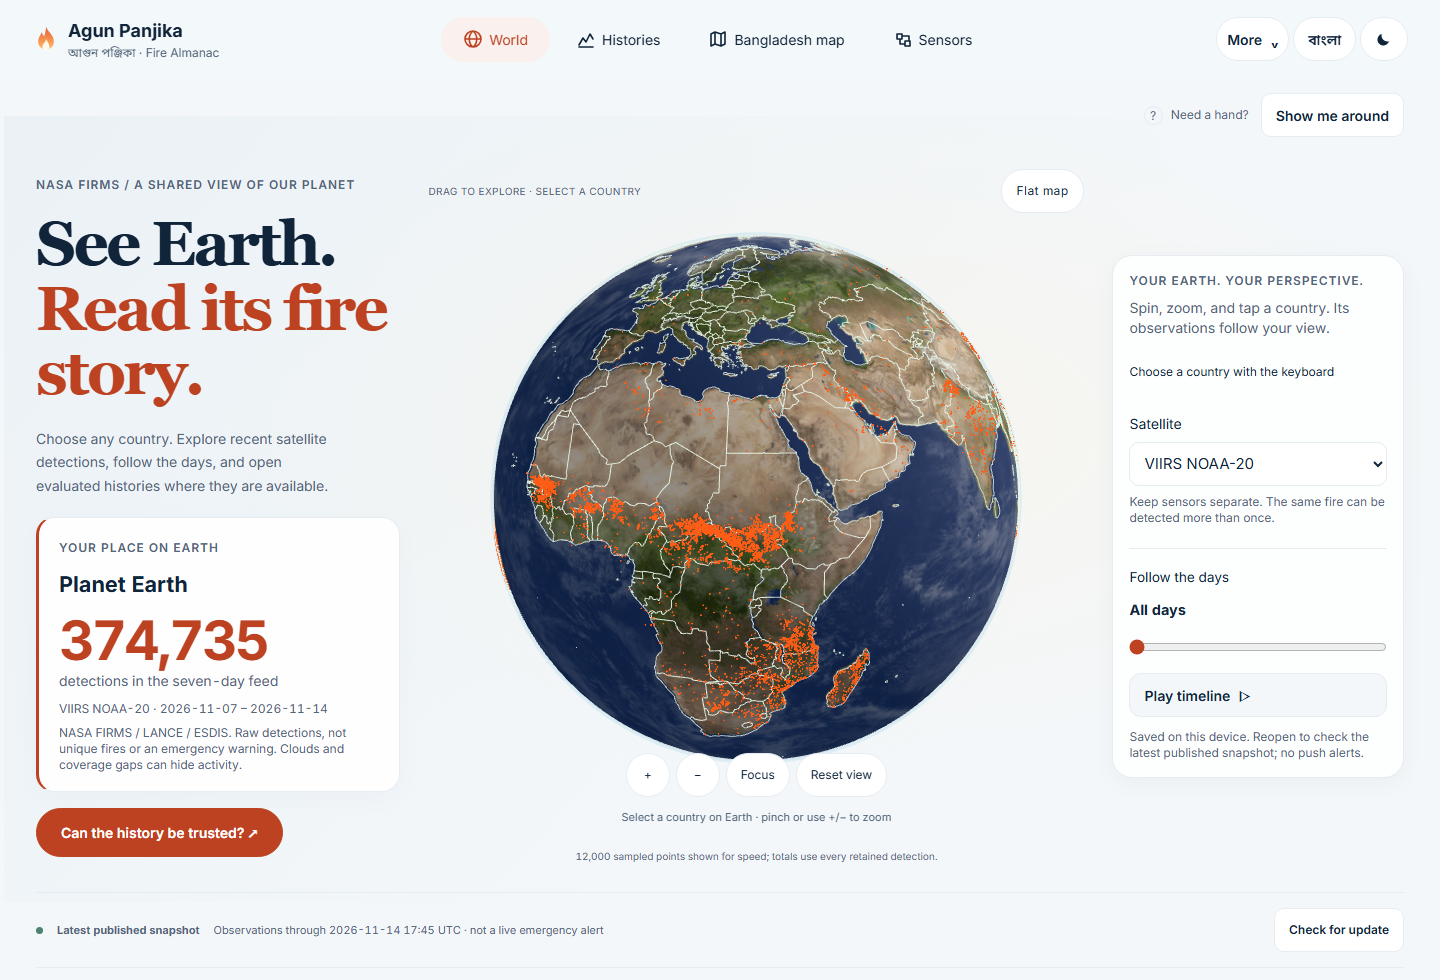 Agun Panjika
আগুন পঞ্জিকা · Fire Almanac
World
Histories
Bangladesh map
Sensors
More
বাংলা
? Need a hand?
Show me around
NASA FIRMS / A SHARED VIEW OF OUR PLANET
See Earth.
Read its fire
story.
Choose any country. Explore recent satellite
detections, follow the days, and open
evaluated histories where they are available.
YOUR PLACE ON EARTH
Planet Earth
374,735
detections in the seven-day feed
VIIRS NOAA-20 · 2026-11-07 – 2026-11-14
NASA FIRMS / LANCE / ESDIS. Raw detections, not
unique fires or an emergency warning. Clouds and
coverage gaps can hide activity.
Can the history be trusted? ↗
DRAG TO EXPLORE · SELECT A COUNTRY
Flat map
+
−
Focus
Reset view
Select a country on Earth · pinch or use +/− to zoom
12,000 sampled points shown for speed; totals use every retained detection.
YOUR EARTH. YOUR PERSPECTIVE.
Spin, zoom, and tap a country. Its
observations follow your view.
Choose a country with the keyboard
Satellite
VIIRS NOAA-20
Keep sensors separate. The same fire can be
detected more than once.
Follow the days
All days
Play timeline
Saved on this device. Reopen to check the
latest published snapshot; no push alerts.
Latest published snapshot
Observations through 2026-11-14 17:45 UTC · not a live emergency alert
Check for update